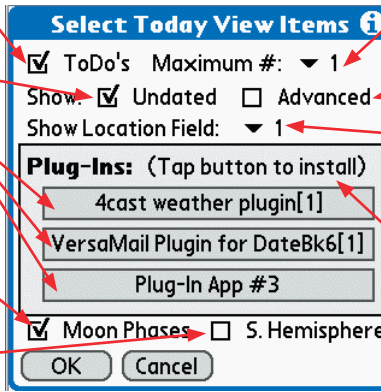 Select Today View Items i
ToDo's Maximum #: 1
Show: Undated Advanced
Show Location Field: 1
Plug-Ins: (Tap button to install)
4cast weather plugin[1]
VersaMail Plugin for DateBk6[1]
Plug-In App #3
Moon Phases S. Hemisphere
OK Cancel